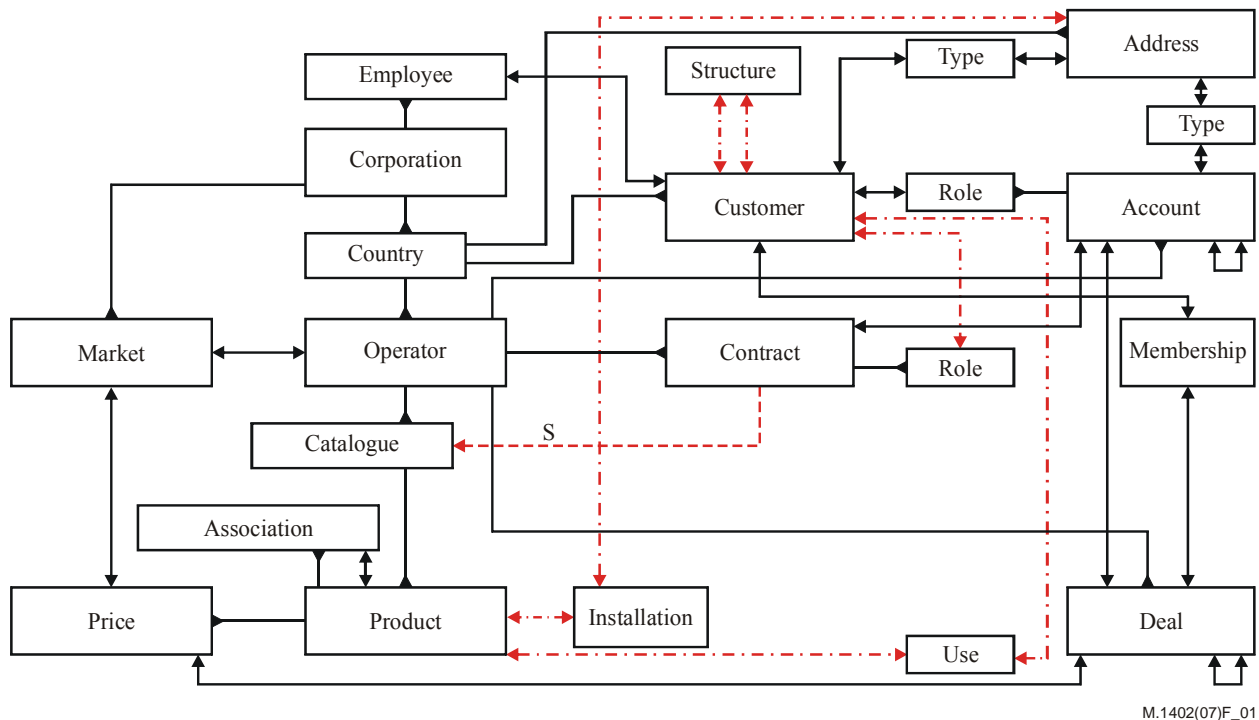 Address
Type
Employee
Structure
Type
Corporation
Customer
Role
Account
Country
Market
Operator
Contract
Membership
Role
Catalogue
S
Association
Price
Product
Installation
Deal
Use
M.1402(07)F_01